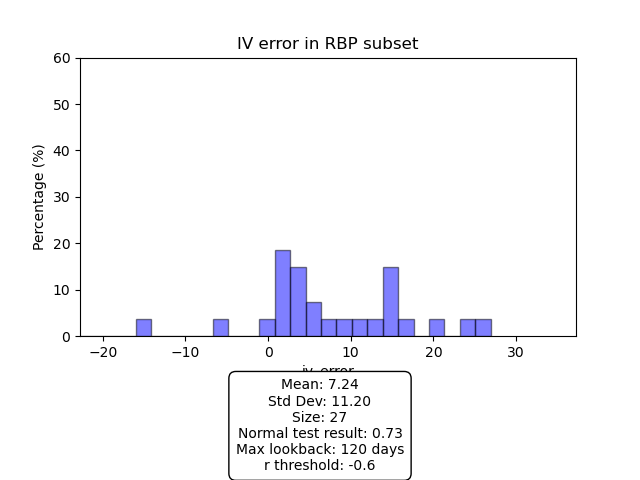 IV error in RBP subset
60
50
40
30
20
10
0
Percentage (%)
−20
−10
0
10
20
30
iv_error
Mean: 7.24
Std Dev: 11.20
Size: 27
Normal test result: 0.73
Max lookback: 120 days
r threshold: -0.6